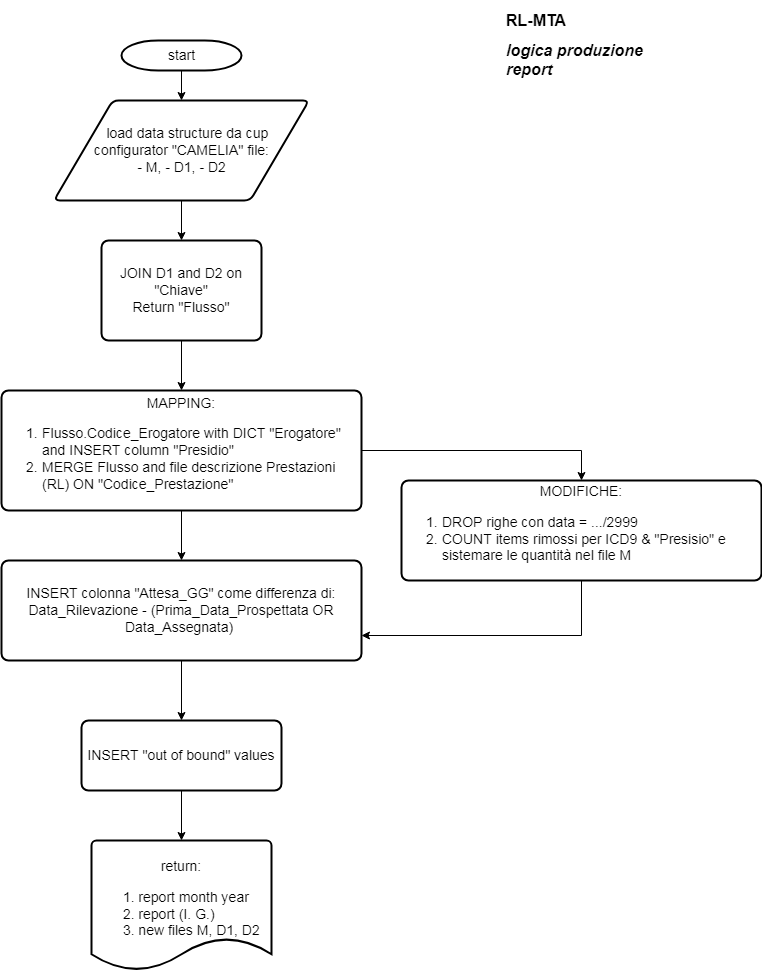 RL-MTA
logica produzione
report
start
load data structure da cup
configurator "CAMELIA" file:
- M, - D1, - D2
JOIN D1 and D2 on
"Chiave"
Return "Flusso"
MAPPING:
1. Flusso.Codice_Erogatore with DICT "Erogatore"
and INSERT column "Presidio"
2. MERGE Flusso and file descrizione Prestazioni
(RL) ON "Codice_Prestazione"
MODIFICHE:
1. DROP righe con data = .../2999
2. COUNT items rimossi per ICD9 & "Presisio" e
sistemare le quantità nel file M
INSERT colonna "Attesa_GG" come differenza di:
Data_Rilevazione - (Prima_Data_Prospettata OR
Data_Assegnata)
INSERT "out of bound" values
return:
1. report month year
2. report (I. G.)
3. new files M, D1, D2